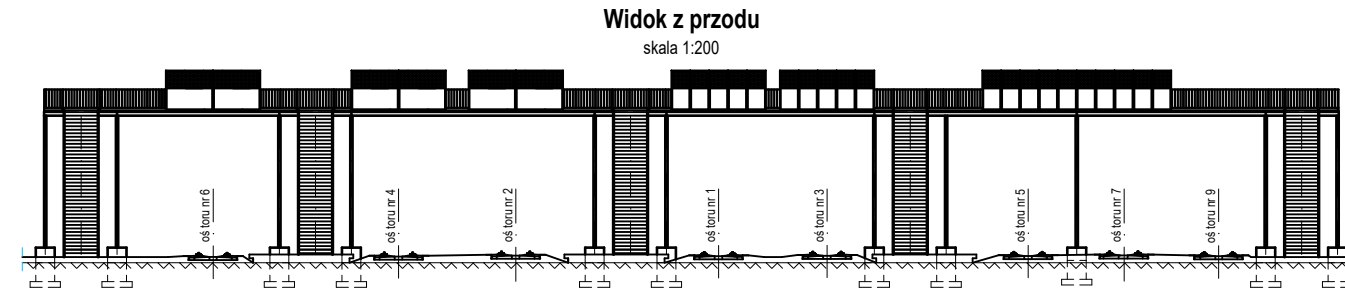 Widok z przodu
skala 1:200
oś toru nr 6
oś toru nr 4
oś toru nr 2
oś toru nr 1
oś toru nr 3
oś toru nr 5
oś toru nr 7
oś toru nr 9